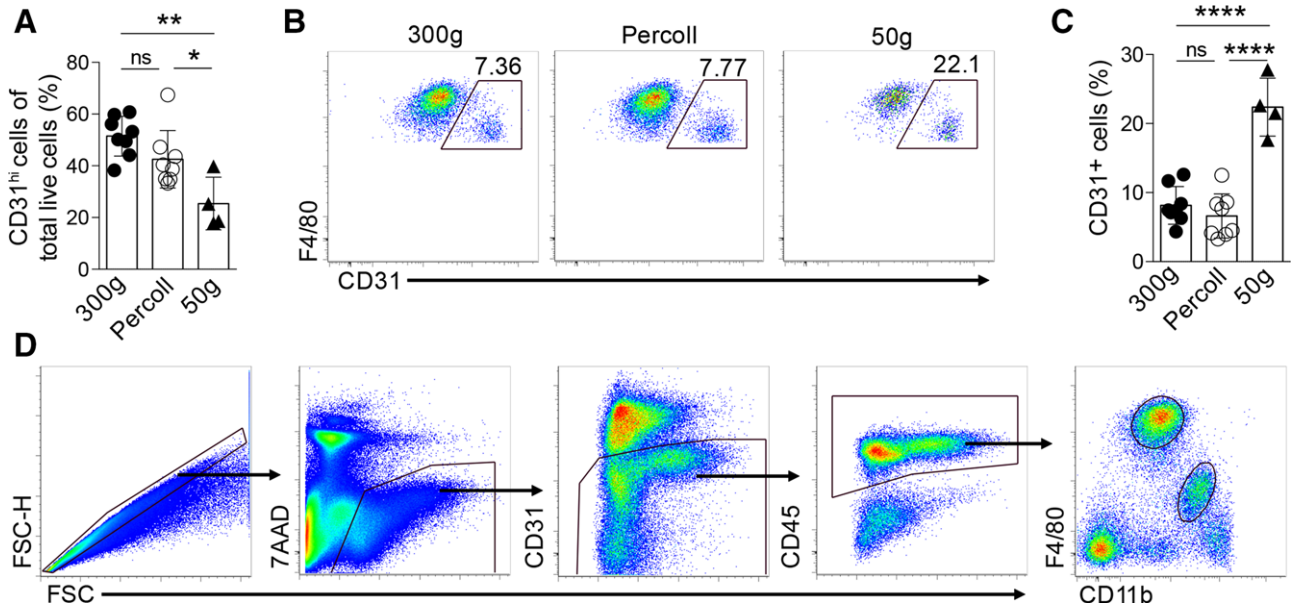 A
CD31hi cells of
total live cells (%)
**
ns
*
80
60
40
20
0
300g
Percoll
50g
B
300g
Percoll
50g
7.36
7.77
22.1
F4/80
CD31
C
CD31+ cells (%)
****
ns
****
30
20
10
0
300g
Percoll
50g
D
FSC-H
7AAD
CD31
CD45
F4/80
FSC
CD11b